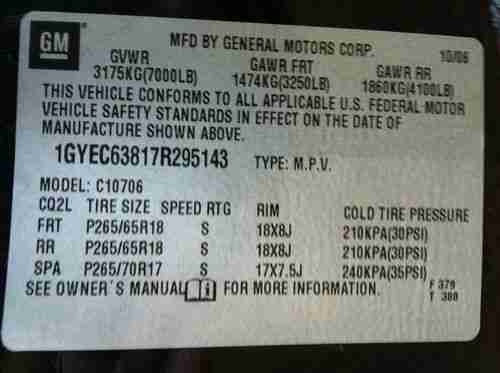 GM
MFD BY GENERAL MOTORS CORP. 10/06
GVWR GAWR FRT GAWR RR
3175KG(7000LB) 1474KG(3250LB) 1860KG(4100LB)
THIS VEHICLE CONFORMS TO ALL APPLICABLE U.S. FEDERAL MOTOR
VEHICLE SAFETY STANDARDS IN EFFECT ON THE DATE OF
MANUFACTURE SHOWN ABOVE.
1GYEC63817R295143 TYPE: M.P.V.
MODEL: C10706
CQ2L TIRE SIZE SPEED RTG RIM COLD TIRE PRESSURE
FRT P265/65R18 S 18X8J 210KPA(30PSI)
RR P265/65R18 S 18X8J 210KPA(30PSI)
SPA P265/70R17 S 17X7.5J 240KPA(35PSI)
SEE OWNER'S MANUAL i FOR MORE INFORMATION. F 379
T 380